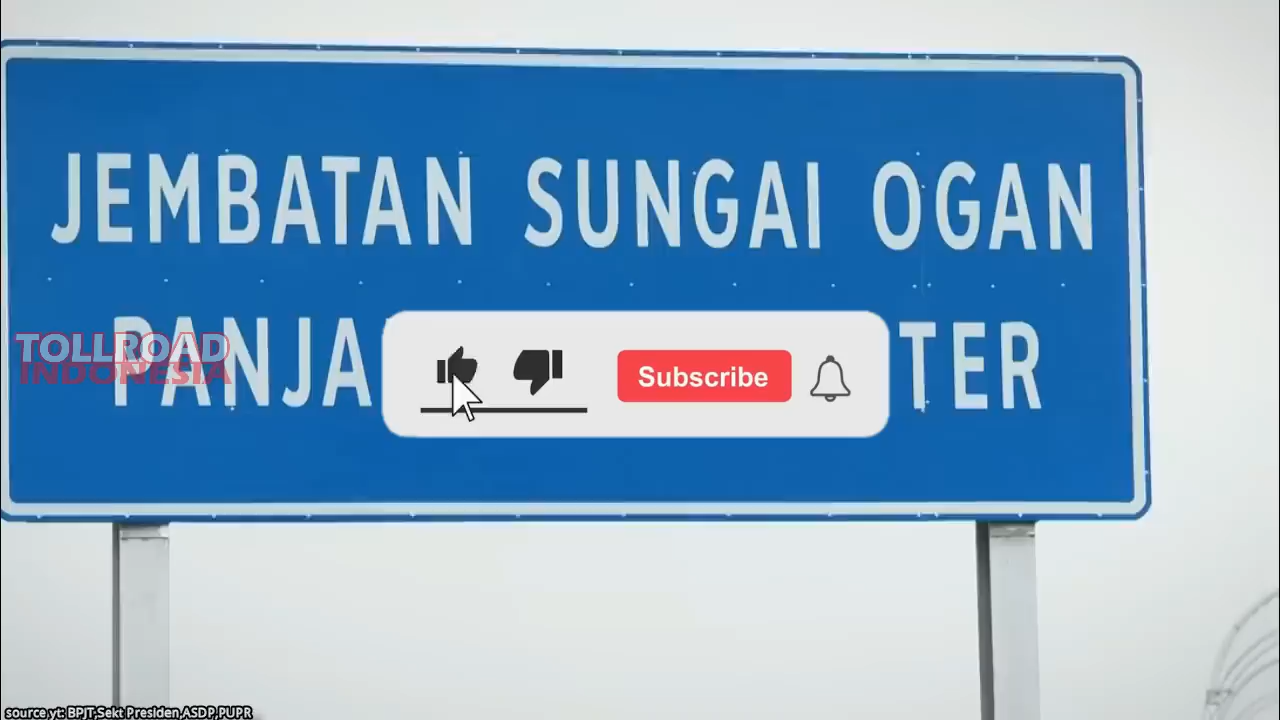 JEMBATAN SUNGAI OGAN
PANJA TER
TOLLROAD
INDONESIA
Subscribe
source yt: BPJT,Sekt Presiden,ASDP,PUPR